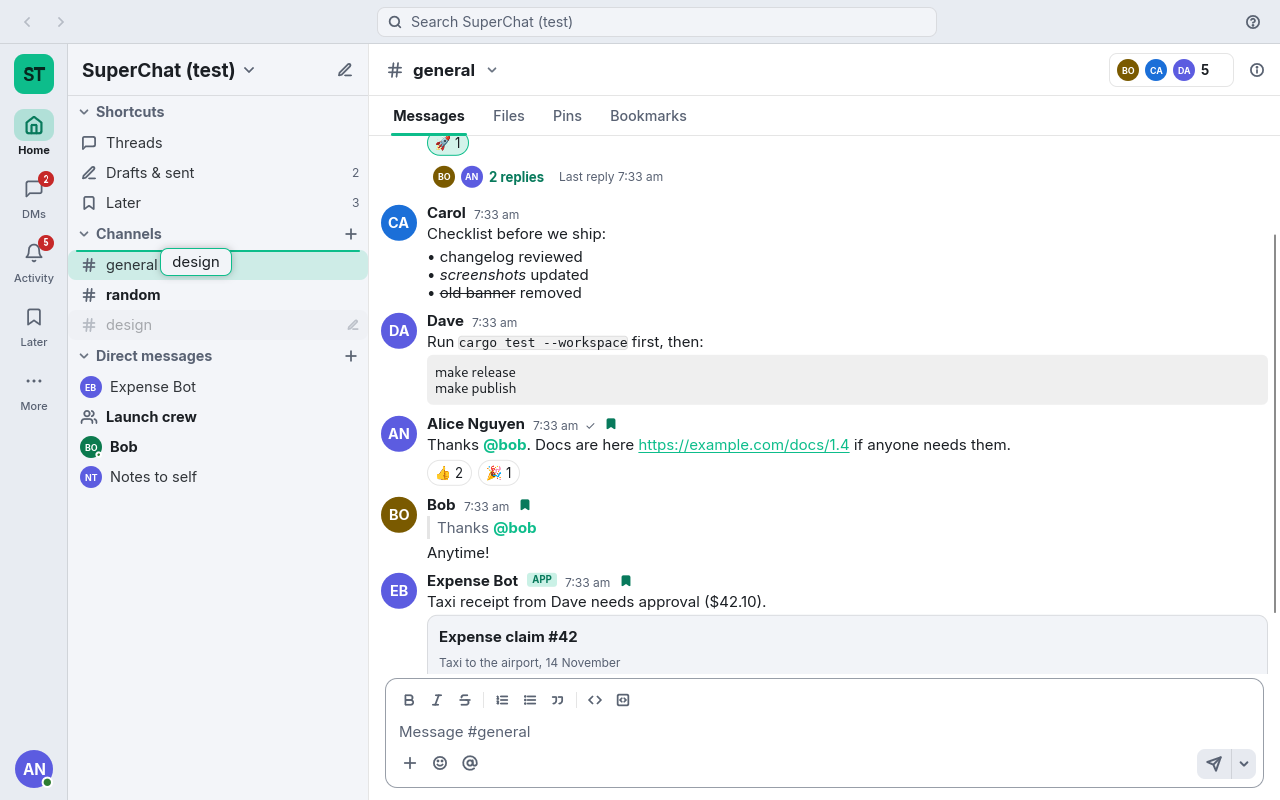 Search SuperChat (test)
ST
Home
2
DMs
5
Activity
Later
More
AN
SuperChat (test)
Shortcuts
Threads
Drafts & sent 2
Later 3
Channels
general
design
random
design
Direct messages
EB Expense Bot
Launch crew
BO Bob
NT Notes to self
# general
BO CA DA 5
Messages Files Pins Bookmarks
🚀 1
BO AN 2 replies Last reply 7:33 am
CA Carol 7:33 am
Checklist before we ship:
• changelog reviewed
• screenshots updated
• old banner removed
DA Dave 7:33 am
Run cargo test --workspace first, then:
make release
make publish
AN Alice Nguyen 7:33 am
Thanks @bob. Docs are here https://example.com/docs/1.4 if anyone needs them.
👍 2 🎉 1
BO Bob 7:33 am
Thanks @bob
Anytime!
EB Expense Bot APP 7:33 am
Taxi receipt from Dave needs approval ($42.10).
Expense claim #42
Taxi to the airport, 14 November
Message #general